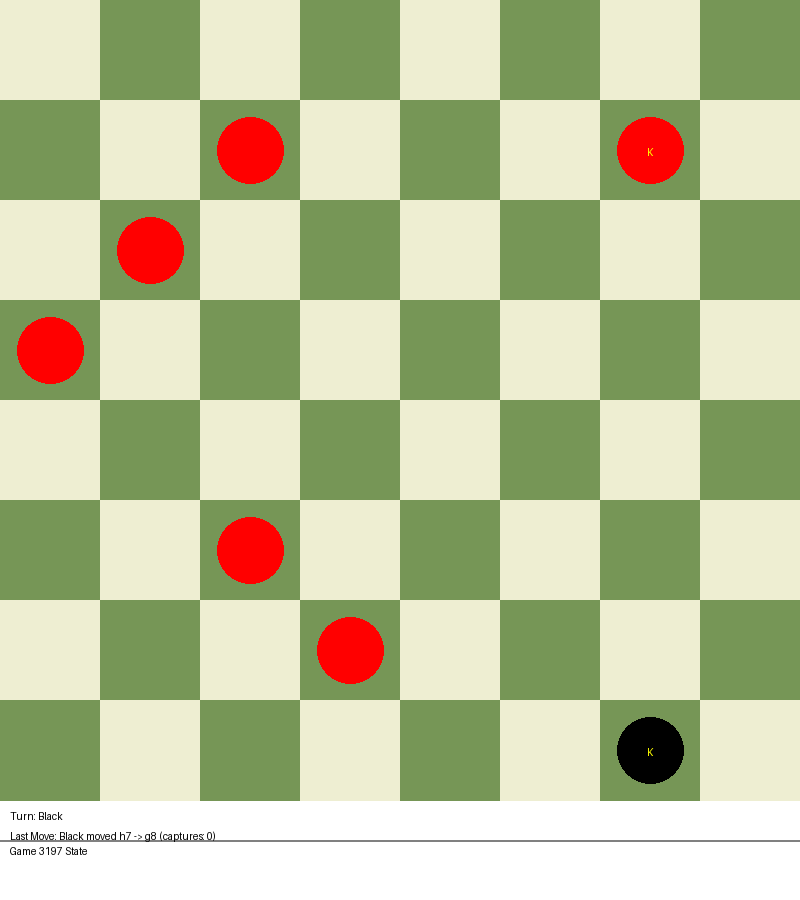 K
K
Turn: Black
Last Move: Black moved h7 -> g8 (captures: 0)
Game 3197 State